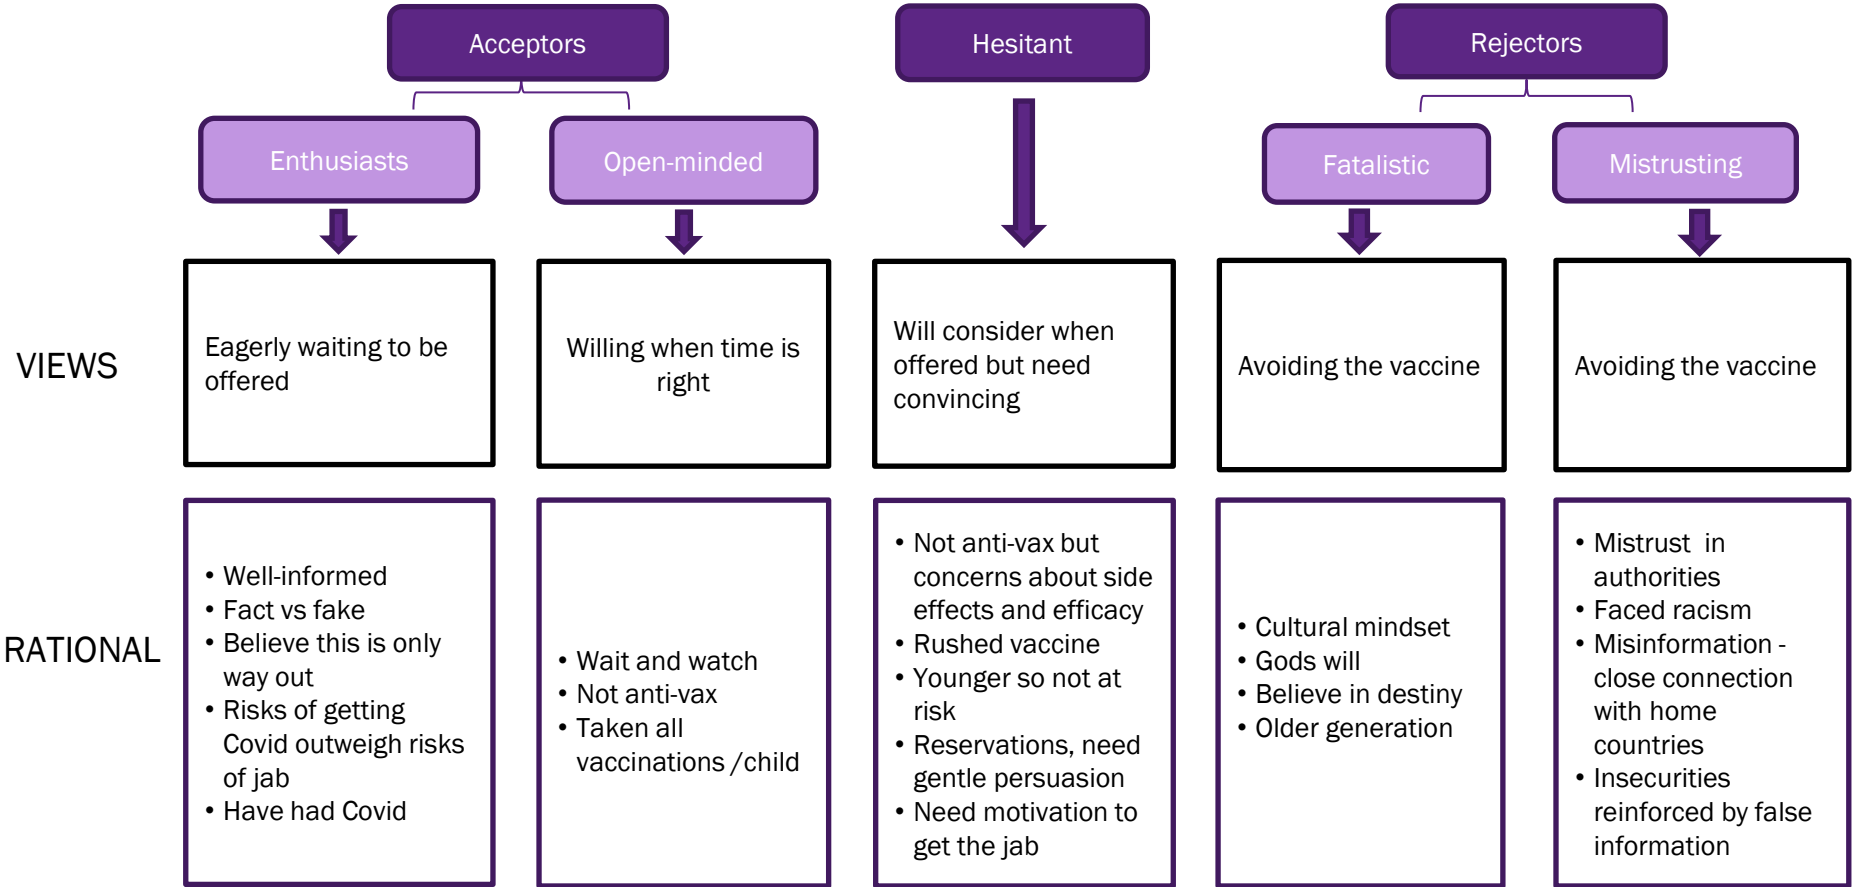 Acceptors
Hesitant
Rejectors
Enthusiasts
Open-minded
Fatalistic
Mistrusting
VIEWS
Eagerly waiting to be
offered
Willing when time is
right
Will consider when
offered but need
convincing
Avoiding the vaccine
Avoiding the vaccine
RATIONAL
• Well-informed
• Fact vs fake
• Believe this is only
way out
• Risks of getting
Covid outweigh risks
of jab
• Have had Covid
• Wait and watch
• Not anti-vax
• Taken all
vaccinations /child
• Not anti-vax but
concerns about side
effects and efficacy
• Rushed vaccine
• Younger so not at
risk
• Reservations, need
gentle persuasion
• Need motivation to
get the jab
• Cultural mindset
• Gods will
• Believe in destiny
• Older generation
• Mistrust in
authorities
• Faced racism
• Misinformation -
close connection
with home
countries
• Insecurities
reinforced by false
information